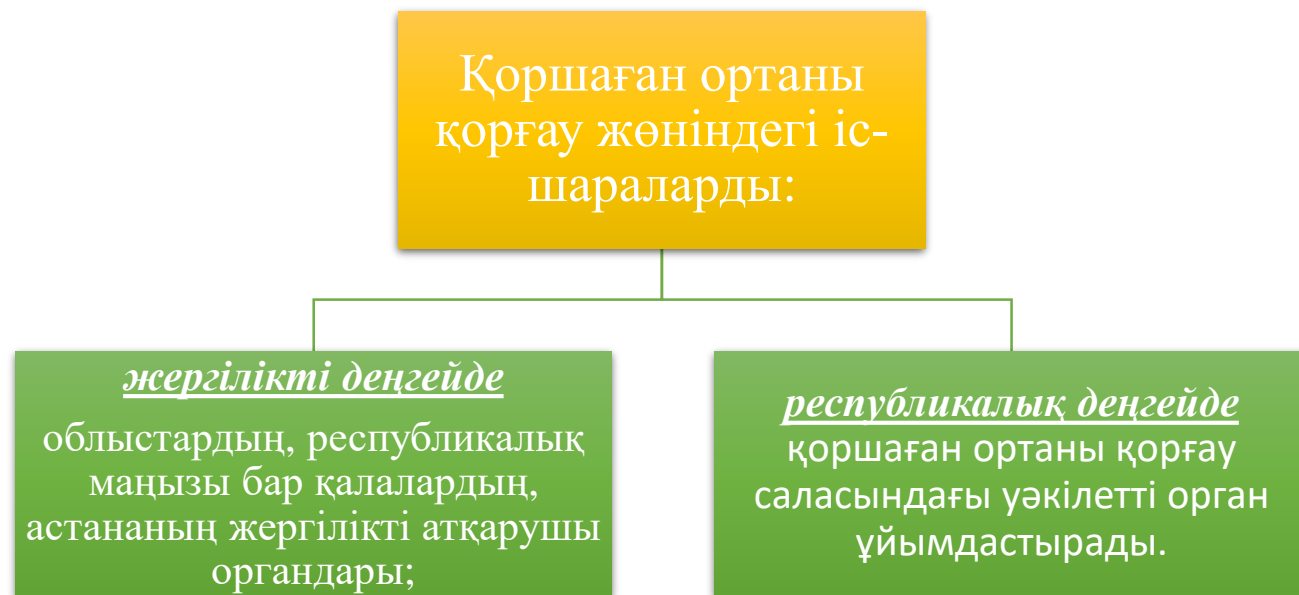 Қоршаған ортаны
қорғау жөніндегі іс-
шараларды:
жергілікті деңгейде
облыстардың, республикалық
маңызы бар қалалардың,
астананың жергілікті атқарушы
органдары;
республикалық деңгейде
қоршаған ортаны қорғау
саласындағы уәкілетті орган
ұйымдастырады.